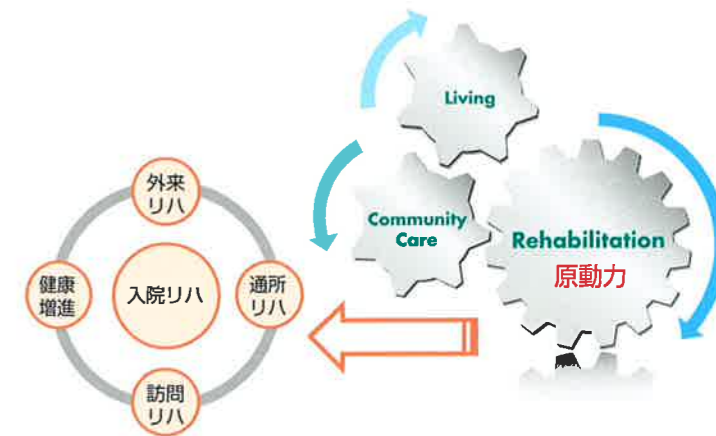 Living
Community
Care
Rehabilitation
原動力
外来
リハ
健康
増進
入院リハ
通所
リハ
訪問
リハ